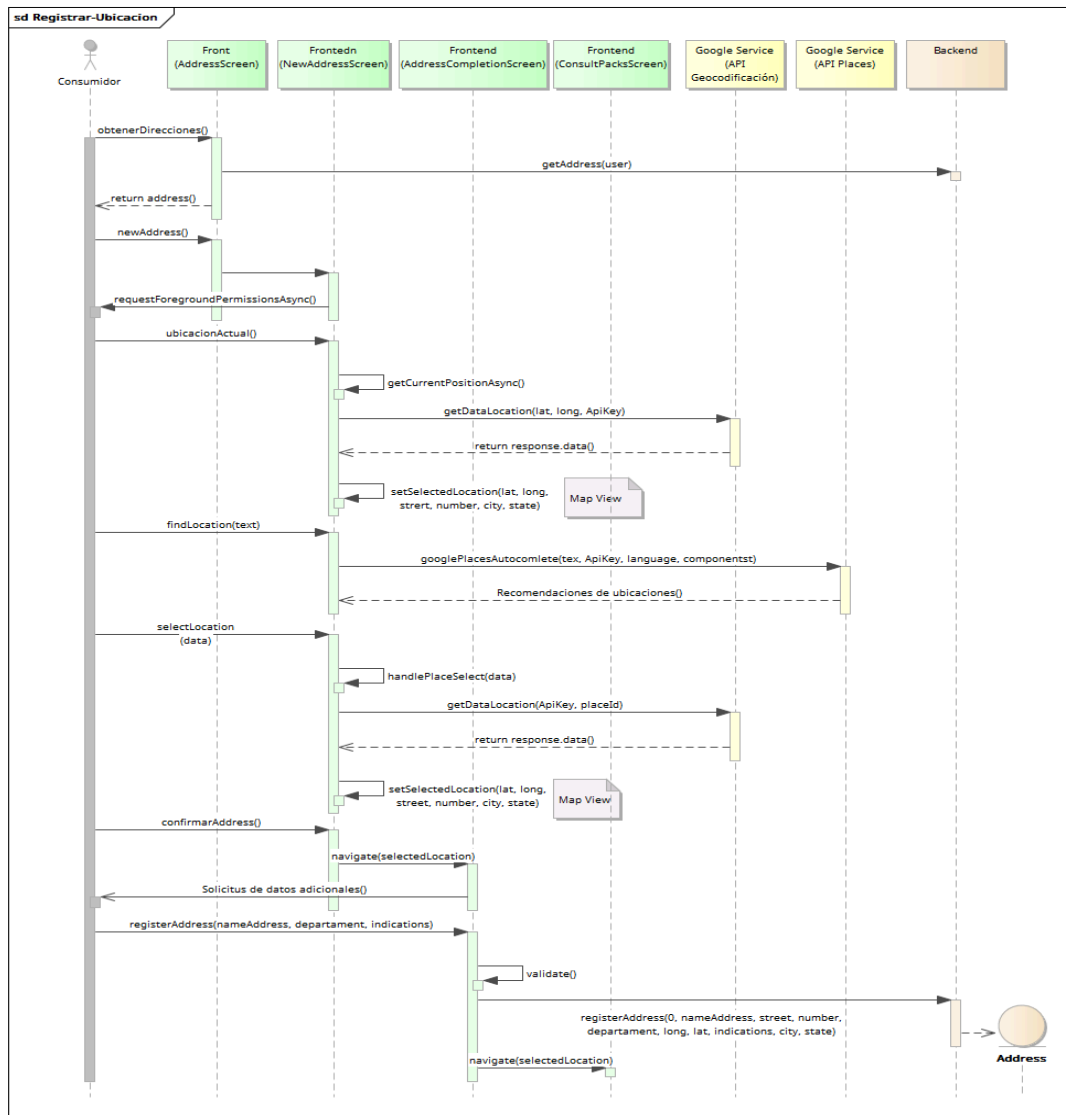 sd Registrar-Ubicacion
Consumidor
Front
(AddressScreen)
Frontedn
(NewAddressScreen)
Frontend
(AddressCompletionScreen)
Frontend
(ConsultPacksScreen)
Google Service
(API
Geocodificación)
Google Service
(API Places)
Backend
obtenerDirecciones()
getAddress(user)
return address()
newAddress()
requestForegroundPermissionsAsync()
ubicacionActual()
getCurrentPositionAsync()
getDataLocation(lat, long, ApiKey)
return response.data()
setSelectedLocation(lat, long,
strert, number, city, state)
Map View
findLocation(text)
googlePlacesAutocomlete(tex, ApiKey, language, componentst)
Recomendaciones de ubicaciones()
selectLocation
(data)
handlePlaceSelect(data)
getDataLocation(ApiKey, placeId)
return response.data()
setSelectedLocation(lat, long,
street, number, city, state)
Map View
confirmarAddress()
navigate(selectedLocation)
Solicitus de datos adicionales()
registerAddress(nameAddress, departament, indications)
validate()
registerAddress(0, nameAddress, street, number,
departament, long, lat, indications, city, state)
Address
navigate(selectedLocation)